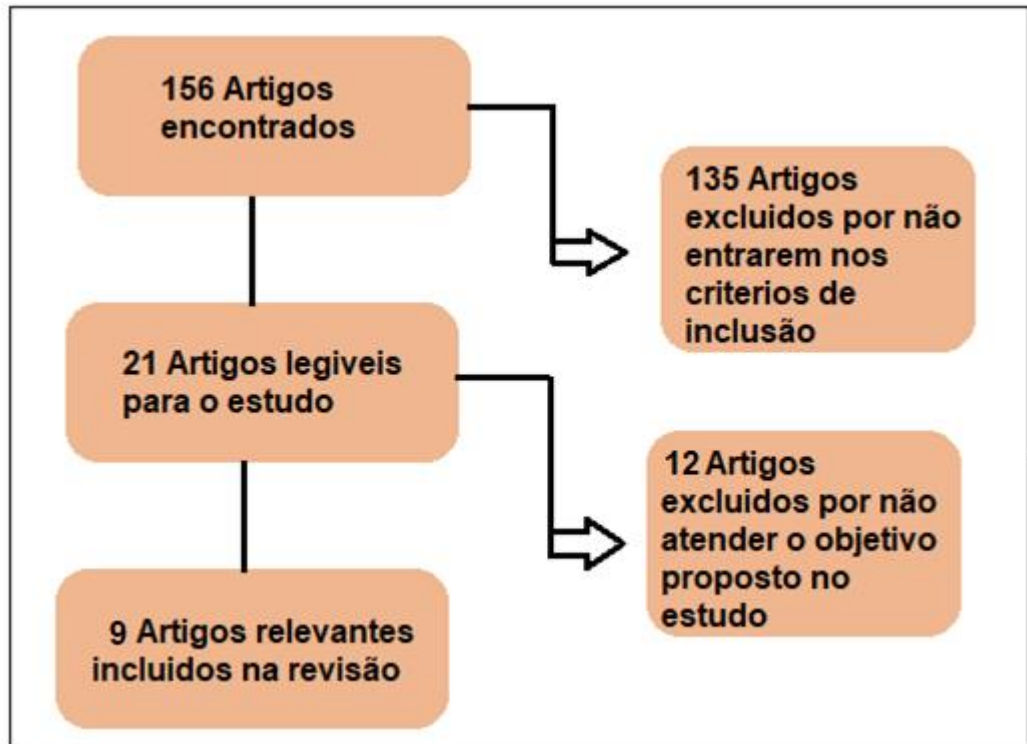 156 Artigos
encontrados
135 Artigos
excluidos por não
entrarem nos
criterios de
inclusão
21 Artigos legiveis
para o estudo
12 Artigos
excluidos por não
atender o objetivo
proposto no
estudo
9 Artigos relevantes
incluidos na revisão